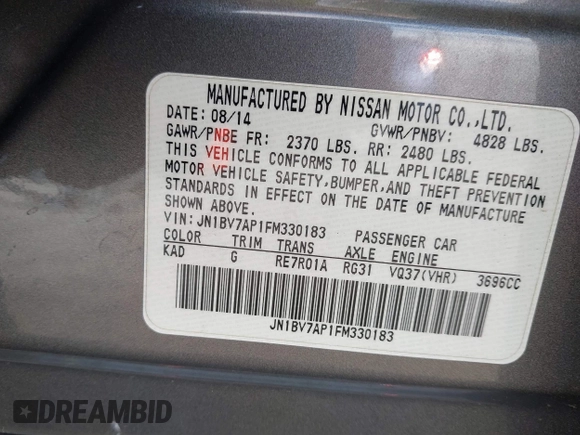 MANUFACTURED BY NISSAN MOTOR CO.,LTD.
DATE: 08/14 GVWR/PNBV: 4828 LBS.
GAWR/PNBE FR: 2370 LBS. RR: 2480 LBS.
THIS VEHICLE CONFORMS TO ALL APPLICABLE FEDERAL
MOTOR VEHICLE SAFETY,BUMPER,AND THEFT PREVENTION
STANDARDS IN EFFECT ON THE DATE OF MANUFACTURE
SHOWN ABOVE.
VIN: JN1BV7AP1FM330183 PASSENGER CAR
COLOR TRIM TRANS AXLE ENGINE
KAD G RE7R01A RG31 VQ37(VHR) 3696CC
JN1BV7AP1FM330183
DREAMBID